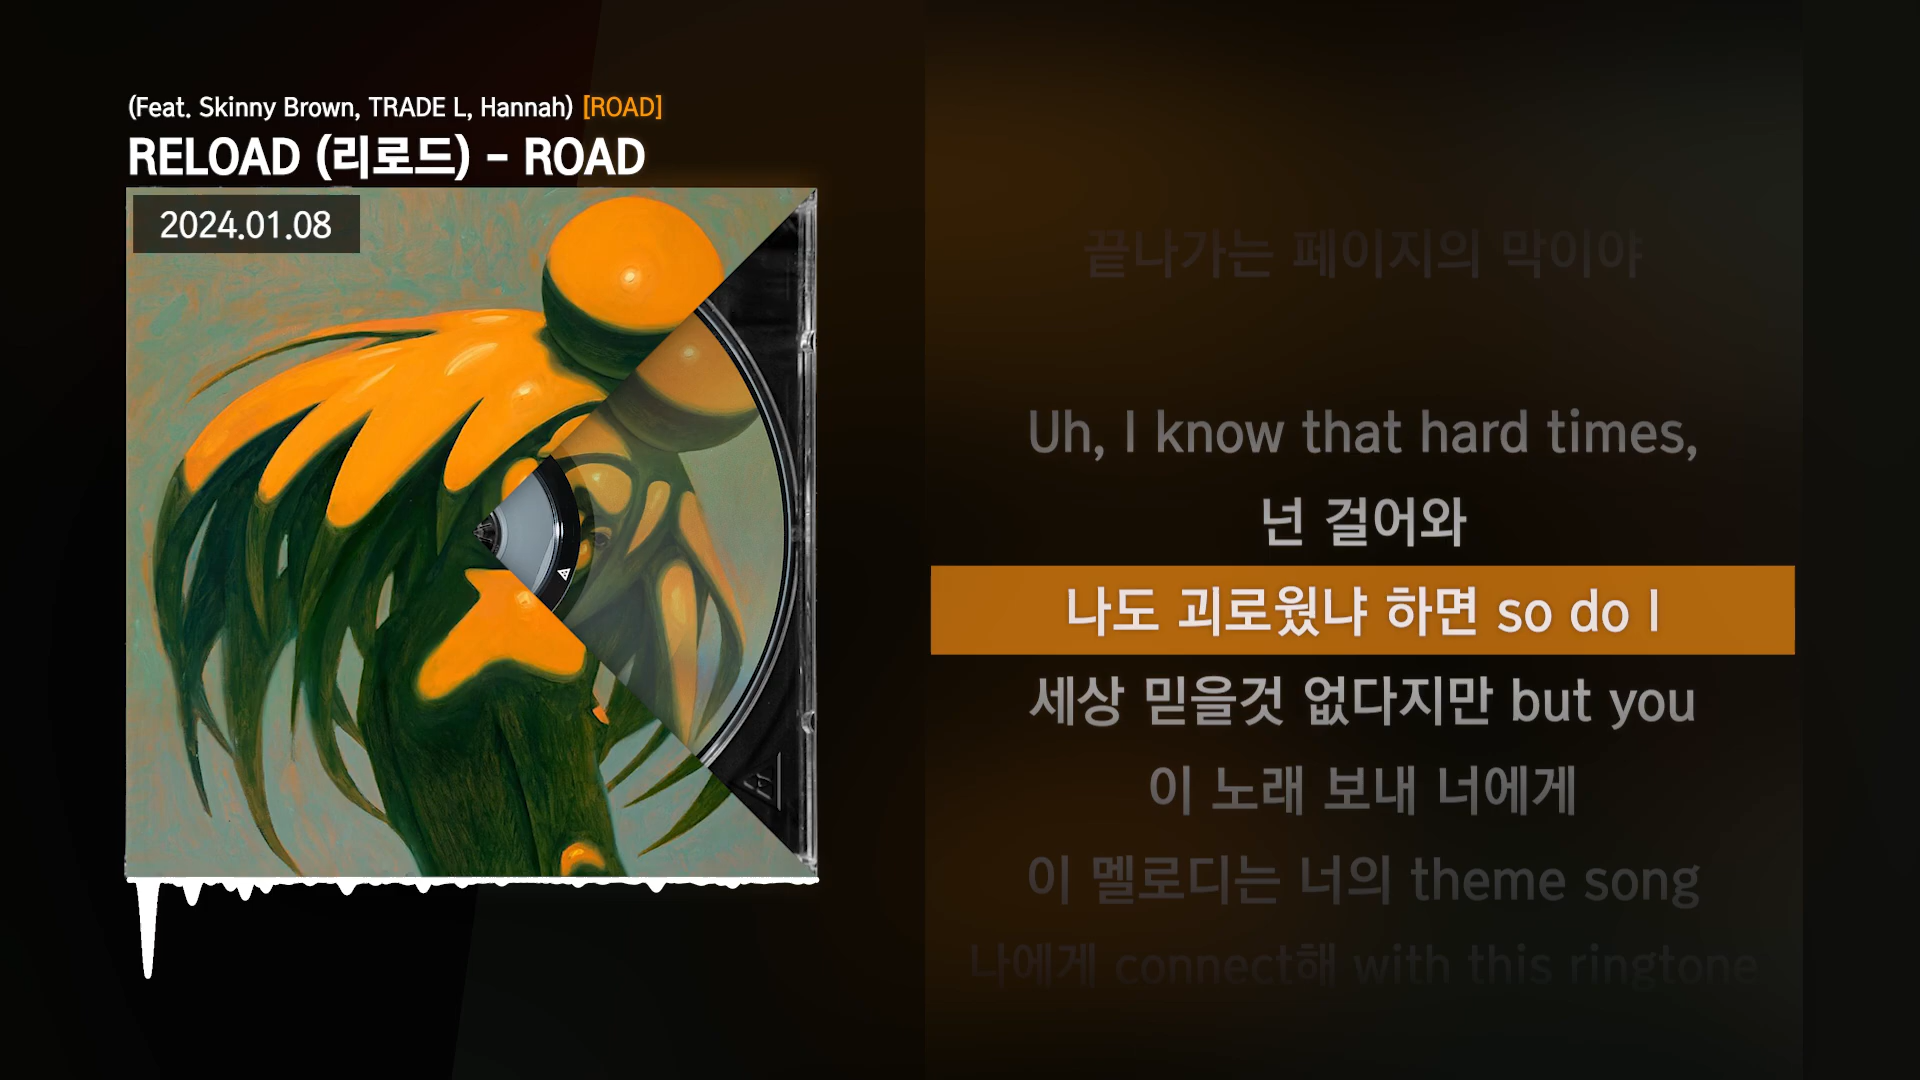 (Feat. Skinny Brown, TRADE L, Hannah) [ROAD]
RELOAD (리로드) - ROAD
2024.01.08
끝나가는 페이지의 막이야
Uh, I know that hard times,
넌 걸어와
나도 괴로웠냐 하면 so do I
세상 믿을것 없다지만 but you
이 노래 보내 너에게
이 멜로디는 너의 theme song
나에게 connect해 with this ringtone